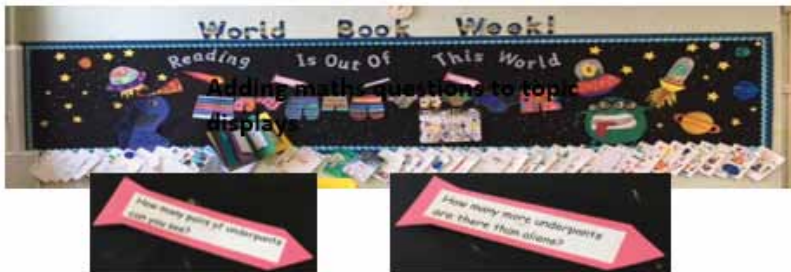 World Book Week!
Reading Is Out Of This World
Adding maths questions to topic
displays
How many pairs of underpants
can you see?
How many more underpants
are there than aliens?